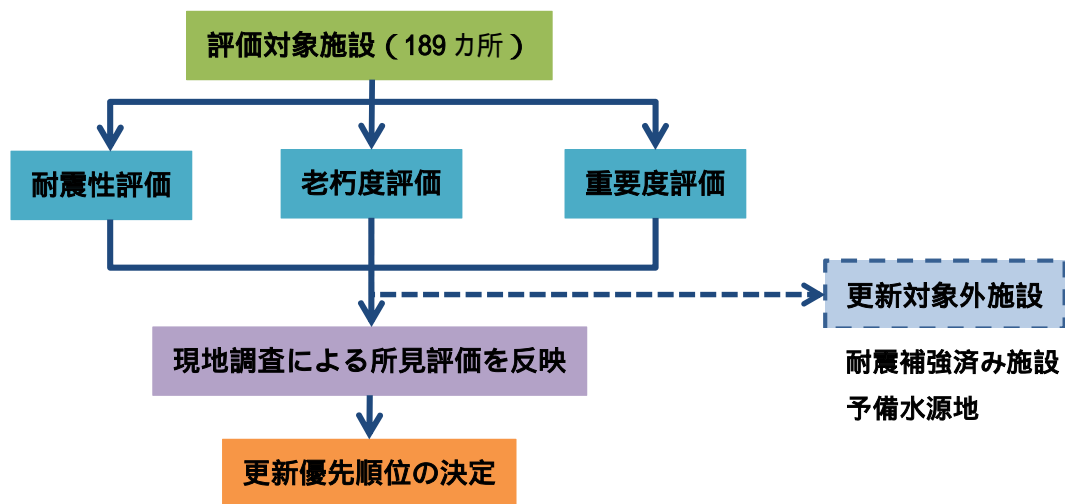 評価対象施設（189 カ所）
耐震性評価
老朽度評価
重要度評価
更新対象外施設
耐震補強済み施設
予備水源地
現地調査による所見評価を反映
更新優先順位の決定